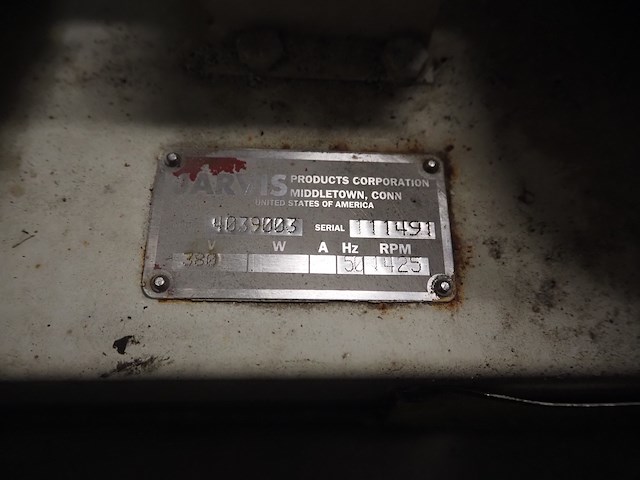 JARVIS PRODUCTS CORPORATION
MIDDLETOWN, CONN
UNITED STATES OF AMERICA
4039003 SERIAL 111491
V W A Hz RPM
380 50 1425